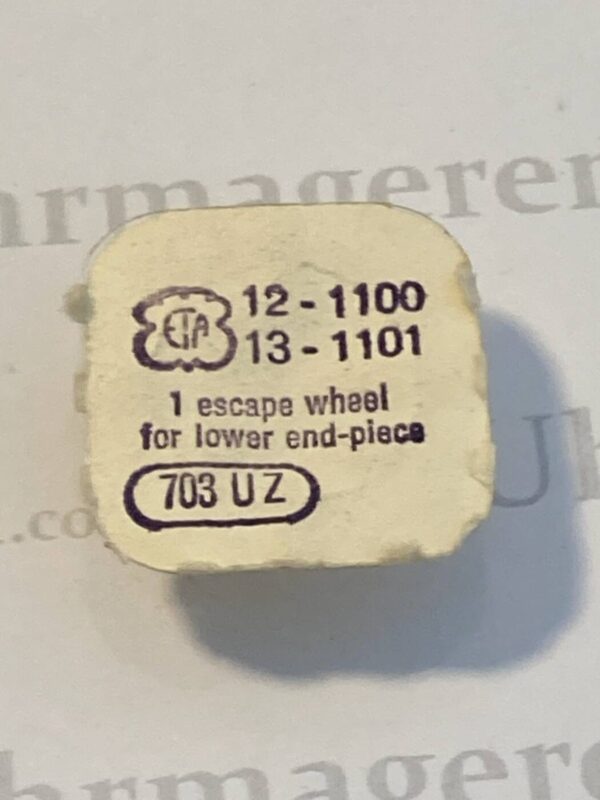 ETA
12 - 1100
13 - 1101
1 escape wheel
for lower end-piece
703 UZ